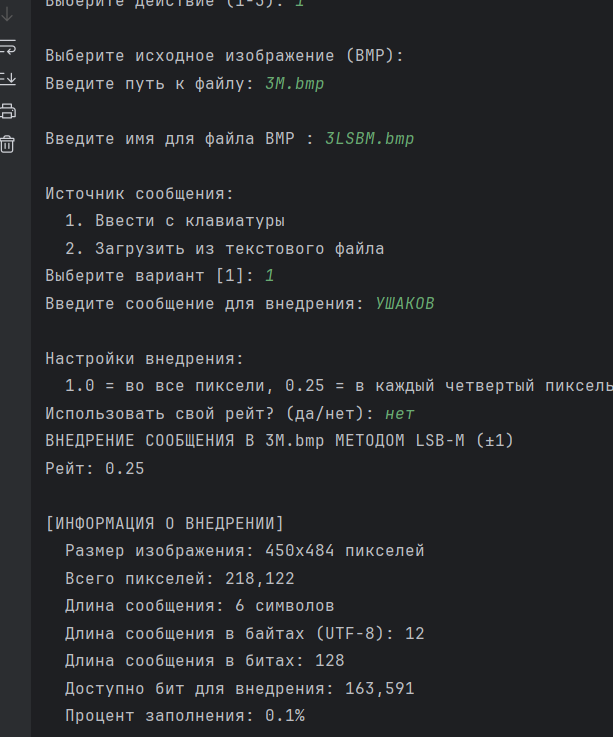 Выберите действие (1-3): 1
Выберите исходное изображение (BMP):
Введите путь к файлу: 3M.bmp
Введите имя для файла BMP : 3LSBM.bmp
Источник сообщения:
1. Ввести с клавиатуры
2. Загрузить из текстового файла
Выберите вариант [1]: 1
Введите сообщение для внедрения: УШАКОВ
Настройки внедрения:
1.0 = во все пиксели, 0.25 = в каждый четвертый пиксель
Использовать свой рейт? (да/нет): нет
ВНЕДРЕНИЕ СООБЩЕНИЯ В 3M.bmp МЕТОДОМ LSB-M (±1)
Рейт: 0.25
[ИНФОРМАЦИЯ О ВНЕДРЕНИИ]
Размер изображения: 450x484 пикселей
Всего пикселей: 218,122
Длина сообщения: 6 символов
Длина сообщения в байтах (UTF-8): 12
Длина сообщения в битах: 128
Доступно бит для внедрения: 163,591
Процент заполнения: 0.1%